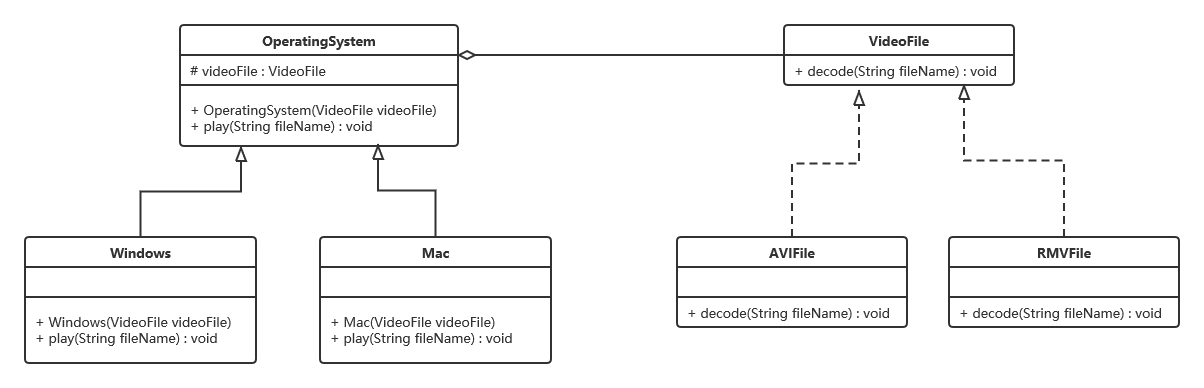 OperatingSystem
# videoFile : VideoFile
+ OperatingSystem(VideoFile videoFile)
+ play(String fileName) : void
VideoFile
+ decode(String fileName) : void
Windows
+ Windows(VideoFile videoFile)
+ play(String fileName) : void
Mac
+ Mac(VideoFile videoFile)
+ play(String fileName) : void
AVIFile
+ decode(String fileName) : void
RMVFile
+ decode(String fileName) : void